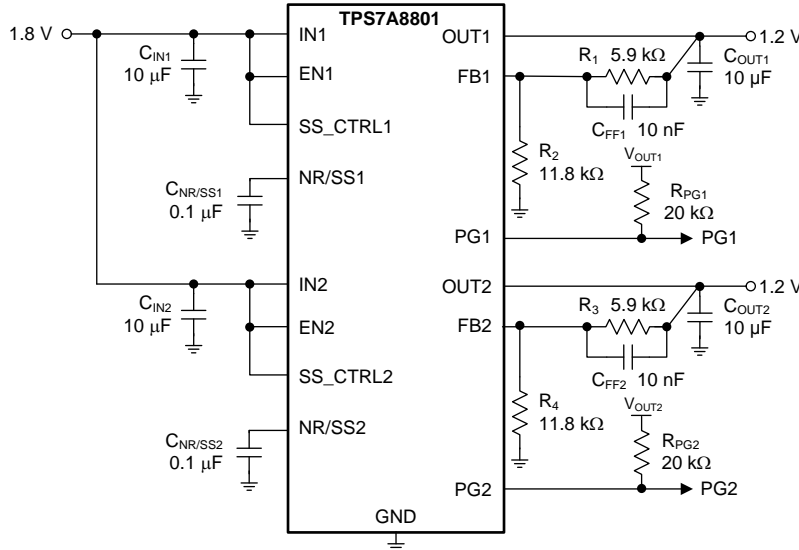 TPS7A8801
1.8 V
CIN1
10 µF
IN1
EN1
SS_CTRL1
CNR/SS1
0.1 µF
NR/SS1
OUT1
1.2 V
R1 5.9 kΩ
COUT1
10 µF
FB1
CFF1 10 nF
R2
11.8 kΩ
VOUT1
RPG1
20 kΩ
PG1
PG1
CIN2
10 µF
IN2
EN2
SS_CTRL2
CNR/SS2
0.1 µF
NR/SS2
OUT2
1.2 V
R3 5.9 kΩ
COUT2
10 µF
FB2
CFF2 10 nF
R4
11.8 kΩ
VOUT2
RPG2
20 kΩ
PG2
PG2
GND